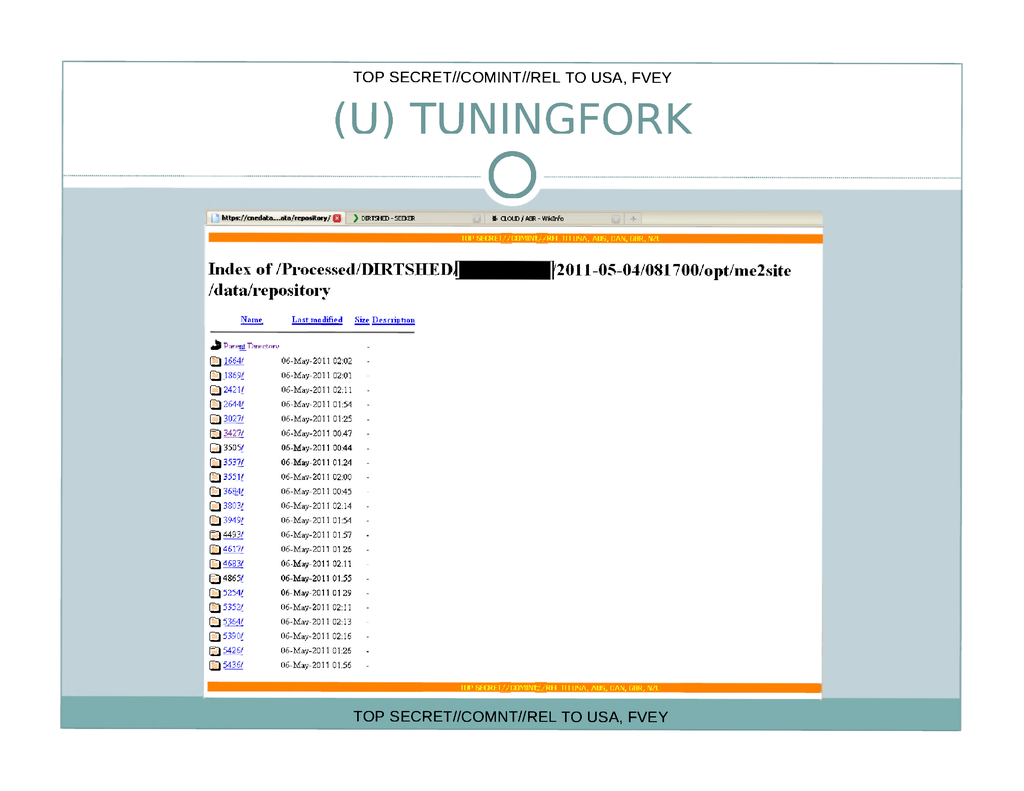 TOP SECRET//COMINT//REL TO USA, FVEY
(U) TUNINGFORK
https://cnedata....ata/repository/ DIRTSHED - SEEKER CLOUD / ABR - WikiInfo
TOP SECRET//COMINT//REL TO USA, AUS, CAN, GBR, NZL
Index of /Processed/DIRTSHED/ /2011-05-04/081700/opt/me2site
/data/repository
Name Last modified Size Description
Parent Directory -
1664/ 06-May-2011 02:02 -
1869/ 06-May-2011 02:01 -
2421/ 06-May-2011 02:11 -
2644/ 06-May-2011 01:54 -
3027/ 06-May-2011 01:25 -
3427/ 06-May-2011 00:47 -
3505/ 06-May-2011 00:44 -
3537/ 06-May-2011 01:24 -
3551/ 06-May-2011 02:00 -
3684/ 06-May-2011 00:45 -
3803/ 06-May-2011 02:14 -
3949/ 06-May-2011 01:54 -
4493/ 06-May-2011 01:57 -
4617/ 06-May-2011 01:26 -
4683/ 06-May-2011 02:11 -
4865/ 06-May-2011 01:55 -
5254/ 06-May-2011 01:29 -
5352/ 06-May-2011 02:11 -
5364/ 06-May-2011 02:13 -
5390/ 06-May-2011 02:16 -
5426/ 06-May-2011 01:26 -
5436/ 06-May-2011 01:56 -
TOP SECRET//COMINT//REL TO USA, AUS, CAN, GBR, NZL
TOP SECRET//COMNT//REL TO USA, FVEY